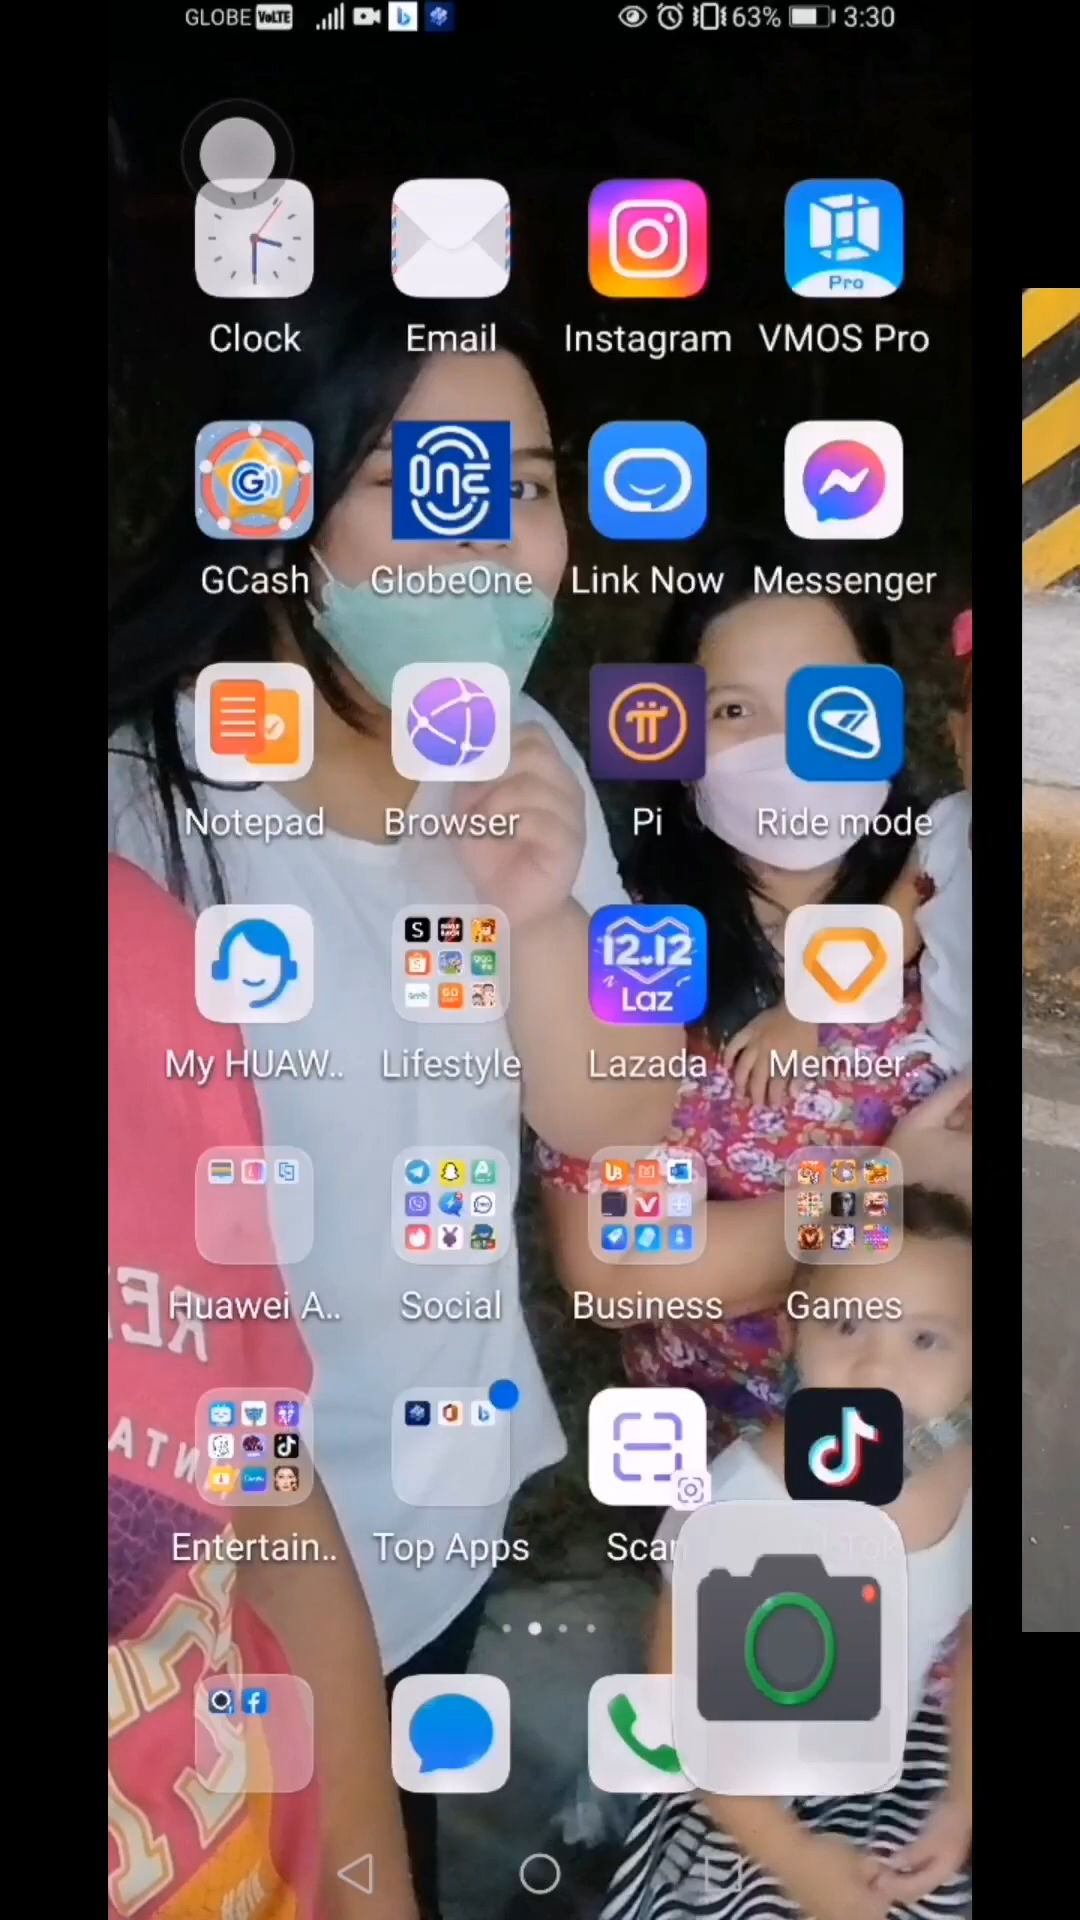 GLOBE VoLTE 63% 3:30
Pro
Clock Email Instagram VMOS Pro
G one
GCash GlobeOne Link Now Messenger
Notepad Browser Pi Ride mode
12.12
Laz
My HUAW.. Lifestyle Lazada Member..
Huawei A.. Social Business Games
Entertain.. Top Apps Scan